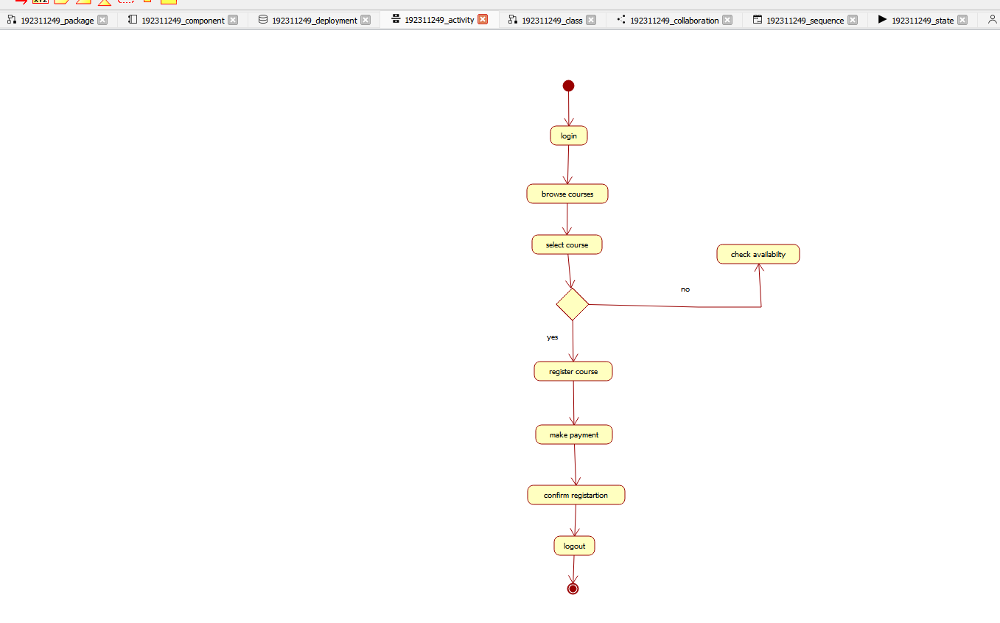 XYZ
192311249_package
192311249_component
192311249_deployment
192311249_activity
192311249_class
192311249_collaboration
192311249_sequence
192311249_state
login
browse courses
select course
check availabilty
no
yes
register course
make payment
confirm registartion
logout